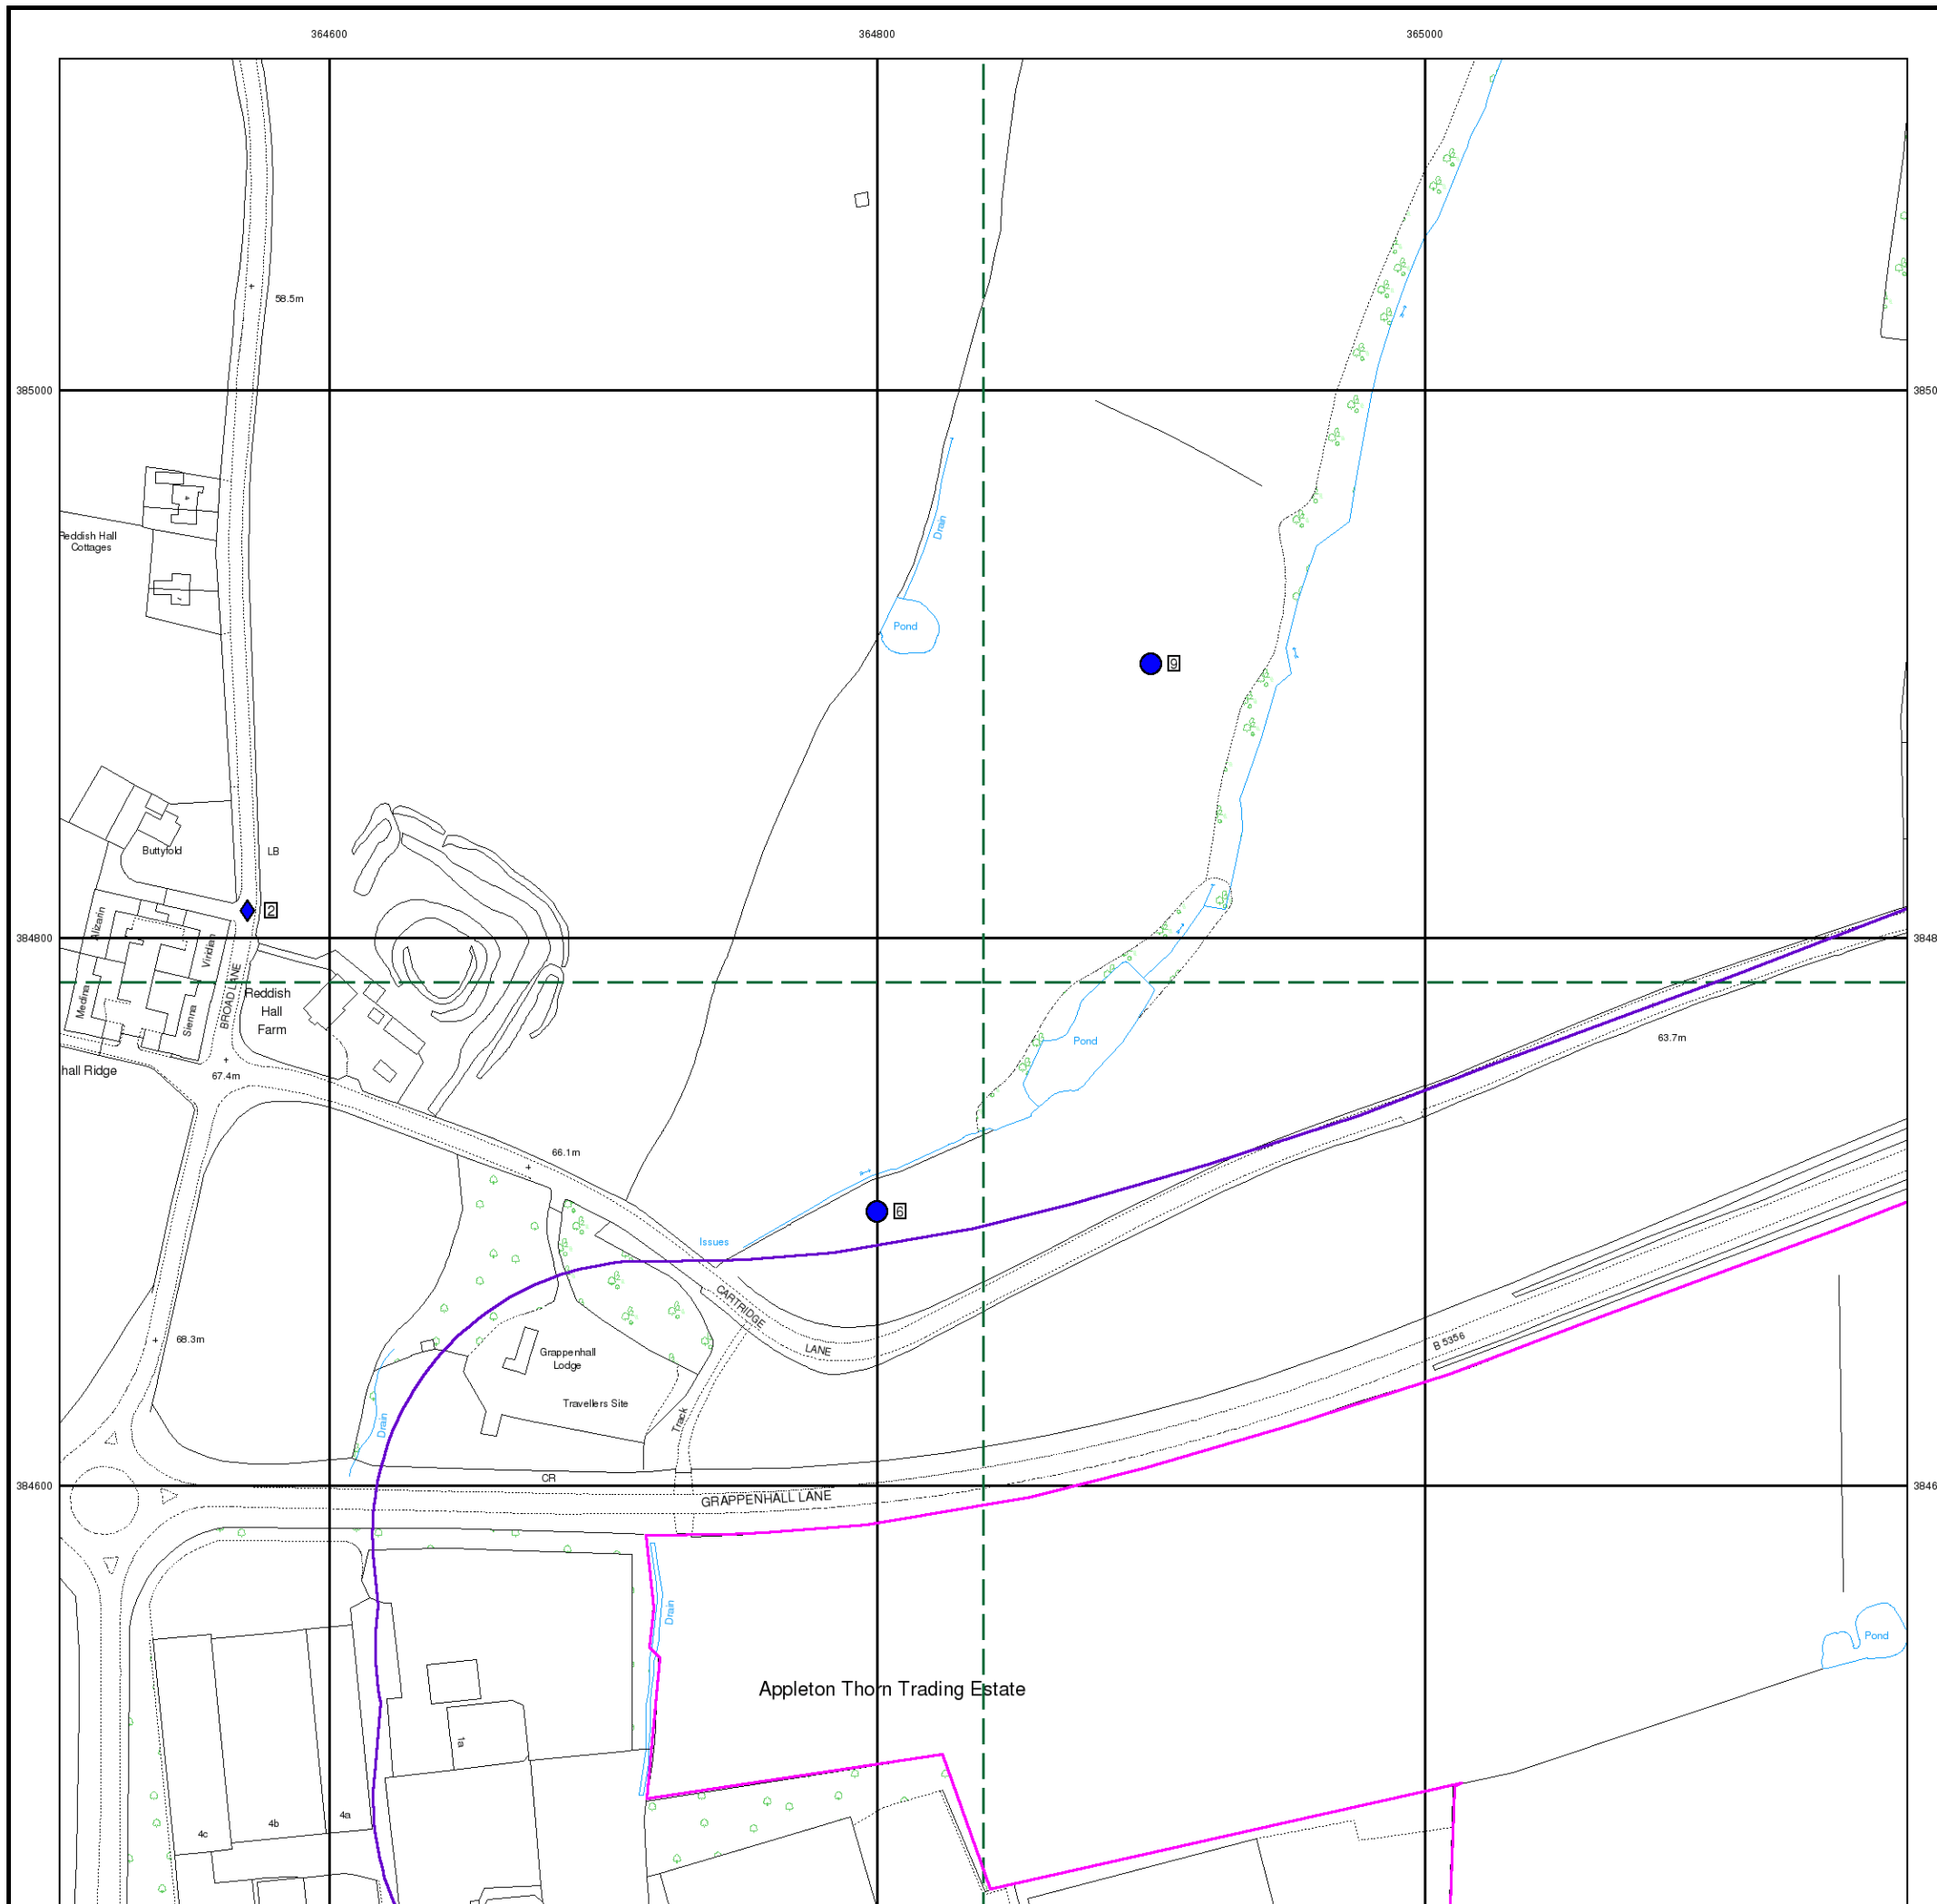 364600
364800
365000
58.5m
385000
Drain
Reddish Hall
Cottages
Pond
9
Buttyfold
LB
2
Alizarin
Viridian
384800
BROAD LANE
Medina
Sienna
Reddish
Hall
Farm
Pond
63.7m
hall Ridge
67.4m
66.1m
6
Issues
CARTRIDGE
LANE
68.3m
B 5356
Grappenhall
Lodge
Travellers Site
Drain
Track
CR
384600
GRAPPENHALL LANE
Drain
Pond
Appleton Thorn Trading Estate
1a
4a
4b
4c